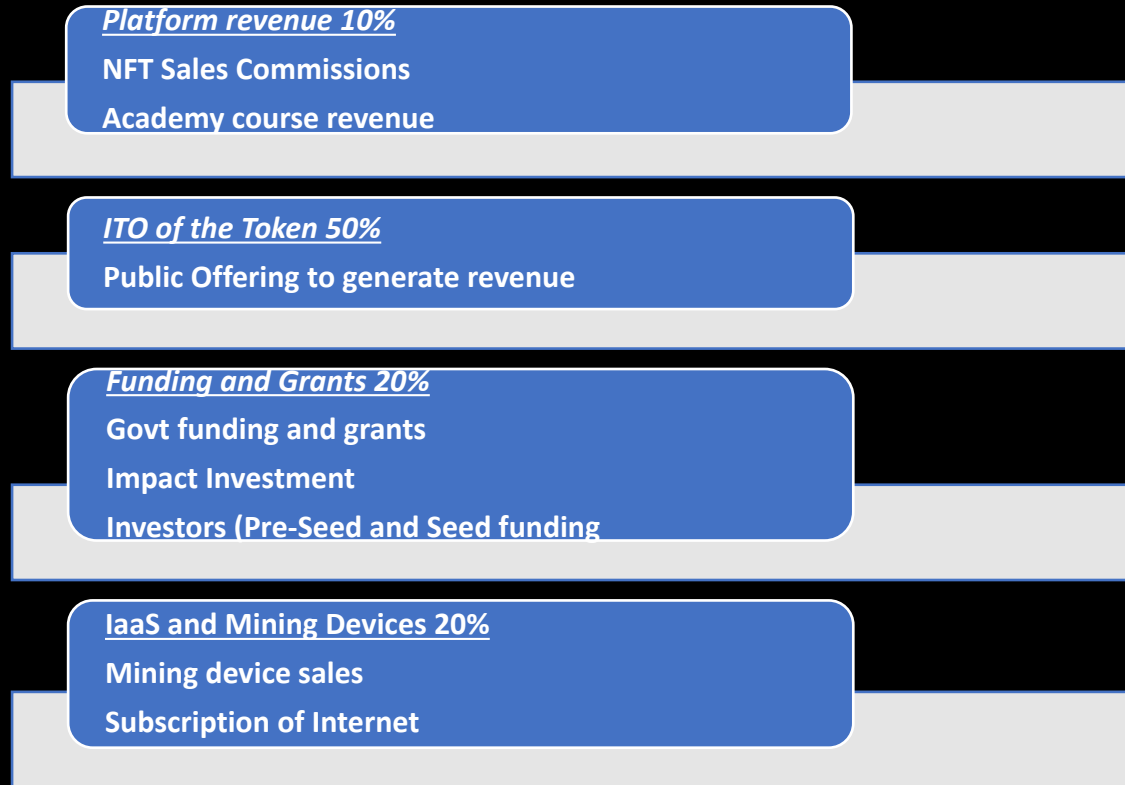 Platform revenue 10%
NFT Sales Commissions
Academy course revenue
ITO of the Token 50%
Public Offering to generate revenue
Funding and Grants 20%
Govt funding and grants
Impact Investment
Investors (Pre-Seed and Seed funding
IaaS and Mining Devices 20%
Mining device sales
Subscription of Internet